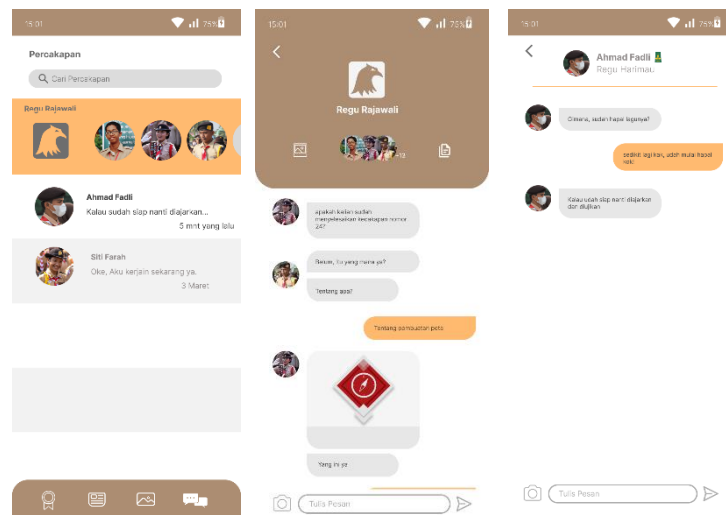 15:01
75%
Percakapan
Cari Percakapan
Regu Rajawali
Ahmad Fadli
Kalau sudah siap nanti diajarkan...
5 mnt yang lalu
Siti Farah
Oke, Aku kerjain sekarang ya.
3 Maret
15:01
75%
Regu Rajawali
+12
apakah kalian sudah
menyelesaikan kecakapan nomor
24?
Belum, itu yang mana ya?
Tentang apa?
Tentang pembuatan peta
Yang ini ya
Tulis Pesan
15:01
75%
Ahmad Fadli
Regu Harimau
Gimana, sudah hapal lagunya?
sedikit lagi kak, udah mulai hapal
kok!
Kalau udah siap nanti diajarkan
dan diujikan
Tulis Pesan